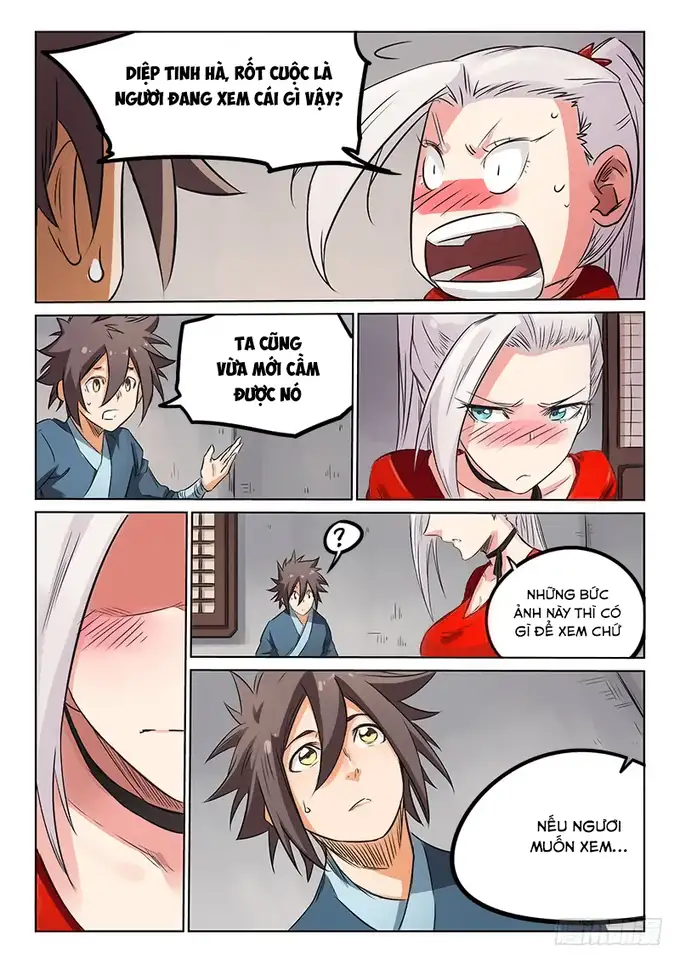 DIỆP TINH HÀ, RỐT CUỘC LÀ
NGƯƠI ĐANG XEM CÁI GÌ VẬY?
TA CŨNG
VỪA MỚI CẦM
ĐƯỢC NÓ
?
NHỮNG BỨC
ẢNH NÀY THÌ CÓ
GÌ ĐỂ XEM CHỨ
NẾU NGƯƠI
MUỐN XEM...